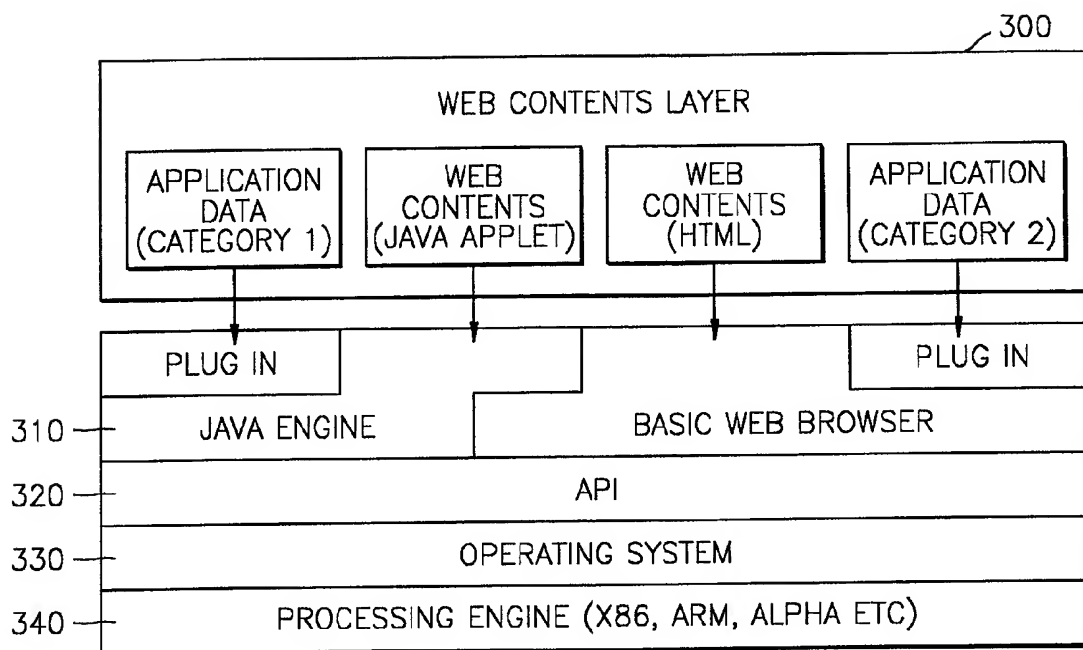 300
WEB CONTENTS LAYER
APPLICATION
DATA
(CATEGORY 1)
WEB
CONTENTS
(JAVA APPLET)
WEB
CONTENTS
(HTML)
APPLICATION
DATA
(CATEGORY 2)
PLUG IN
PLUG IN
310
JAVA ENGINE
BASIC WEB BROWSER
320
API
330
OPERATING SYSTEM
340
PROCESSING ENGINE (X86, ARM, ALPHA ETC)